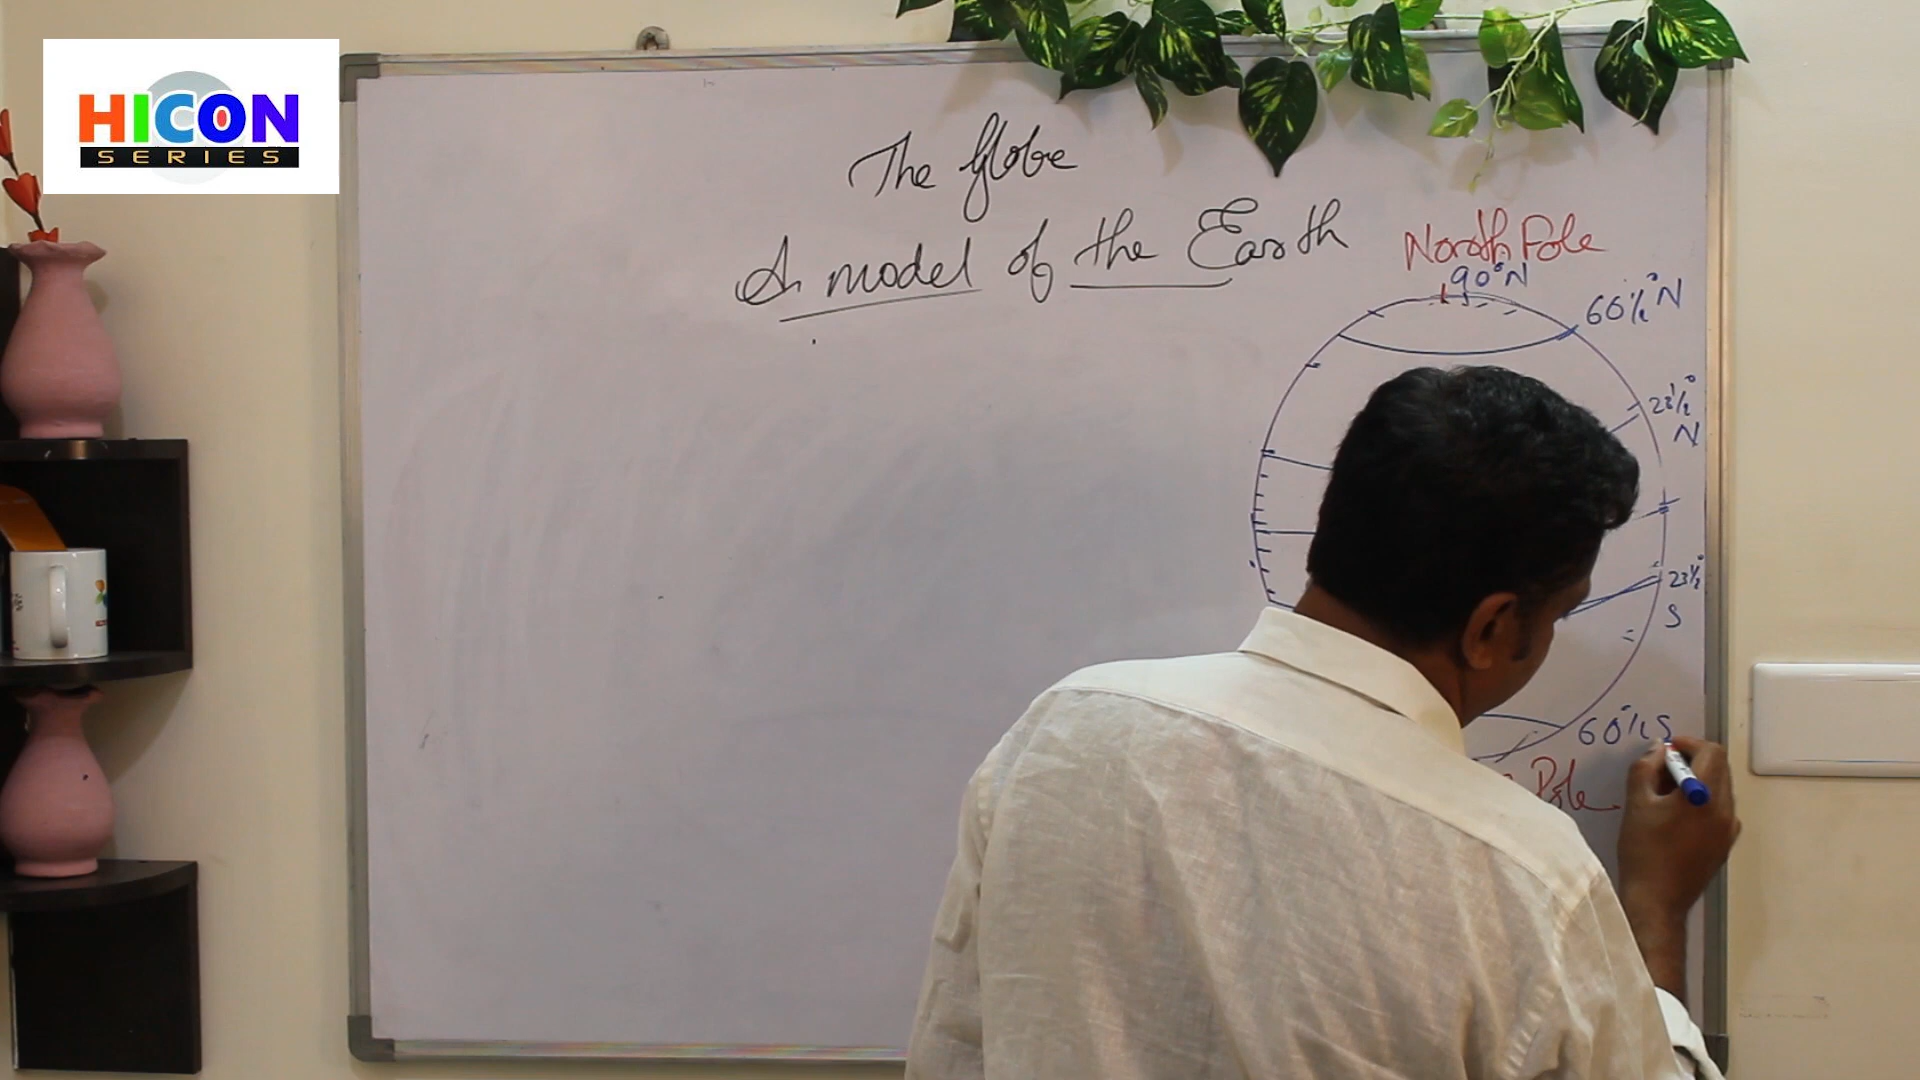 HICON
SERIES
The Globe
A model of the Earth
North Pole
90°N
66½°N
23½°
N
23½°
S
66½°S
Pole